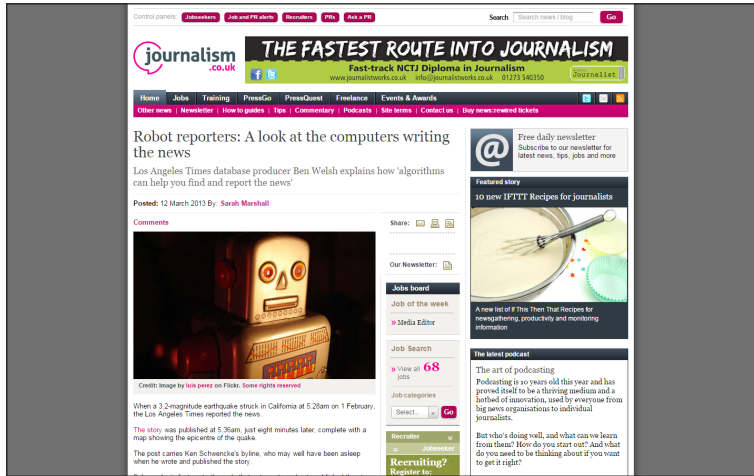 Control panels: Jobseekers Job and PR alerts Recruiters PRs Ask a PR Search Search news / blog Go
journalism
.co.uk
THE FASTEST ROUTE INTO JOURNALISM
Fast-track NCTJ Diploma in Journalism
www.journalistworks.co.uk info@journalistworks.co.uk 01273 540350
Journalist
Home Jobs Training PressGo PressQuest Freelance Events & Awards
Other news | Newsletter | How to guides | Tips | Commentary | Podcasts | Site terms | Contact us | Buy news:rewired tickets
Robot reporters: A look at the computers writing
the news
Los Angeles Times database producer Ben Welsh explains how 'algorithms
can help you find and report the news'
Posted: 12 March 2013 By: Sarah Marshall
Comments
Credit: Image by luis perez on Flickr. Some rights reserved
When a 3.2-magnitude earthquake struck in California at 5.28am on 1 February,
the Los Angeles Times reported the news.
The story was published at 5.36am, just eight minutes later, complete with a
map showing the epicentre of the quake.
The post carries Ken Schwencke's byline, who may well have been asleep
when he wrote and published the story.
Share:
Our Newsletter:
Jobs board
Job of the week
» Media Editor
Job Search
» View all 68
jobs
Job categories
Select... Go
Recruiter
Jobseeker
Recruiting?
Register to:
@
Free daily newsletter
Subscribe to our newsletter for
latest news, tips, jobs and more
Featured story
10 new IFTTT Recipes for journalists
A new list of If This Then That Recipes for
newsgathering, productivity and monitoring
information
The latest podcast
The art of podcasting
Podcasting is 10 years old this year and has
proved itself to be a thriving medium and a
hotbed of innovation, used by everyone from
big news organisations to individual
journalists.
But who's doing well, and what can we learn
from them? How do you start out? And what
do you need to be thinking about if you want
to get it right?